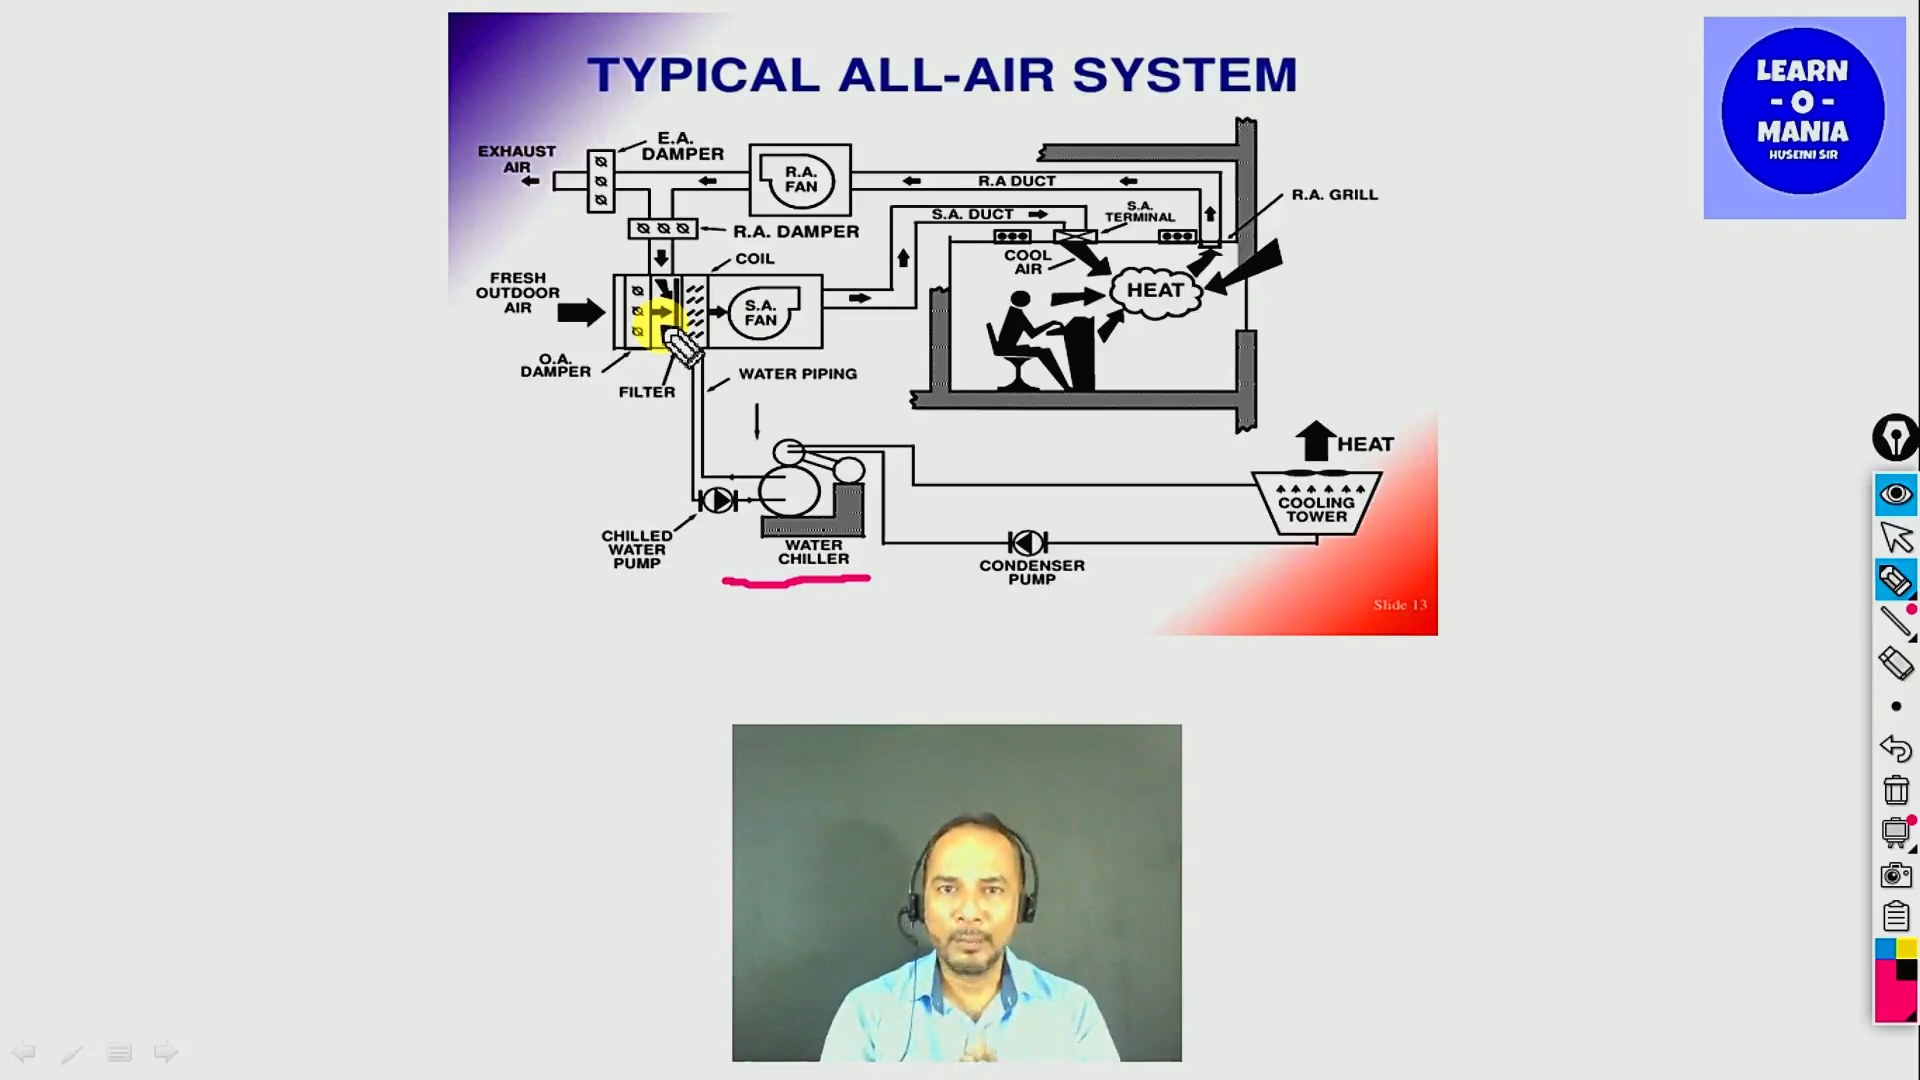 TYPICAL ALL-AIR SYSTEM
LEARN
- O -
MANIA
HUSEINI SIR
EXHAUST
AIR
E.A.
DAMPER
R.A.
FAN
R.A DUCT
R.A. GRILL
S.A. DUCT
S.A.
TERMINAL
R.A. DAMPER
COIL
COOL
AIR
HEAT
FRESH
OUTDOOR
AIR
S.A.
FAN
O.A.
DAMPER
FILTER
WATER PIPING
HEAT
COOLING
TOWER
CHILLED
WATER
PUMP
WATER
CHILLER
CONDENSER
PUMP
Slide 13